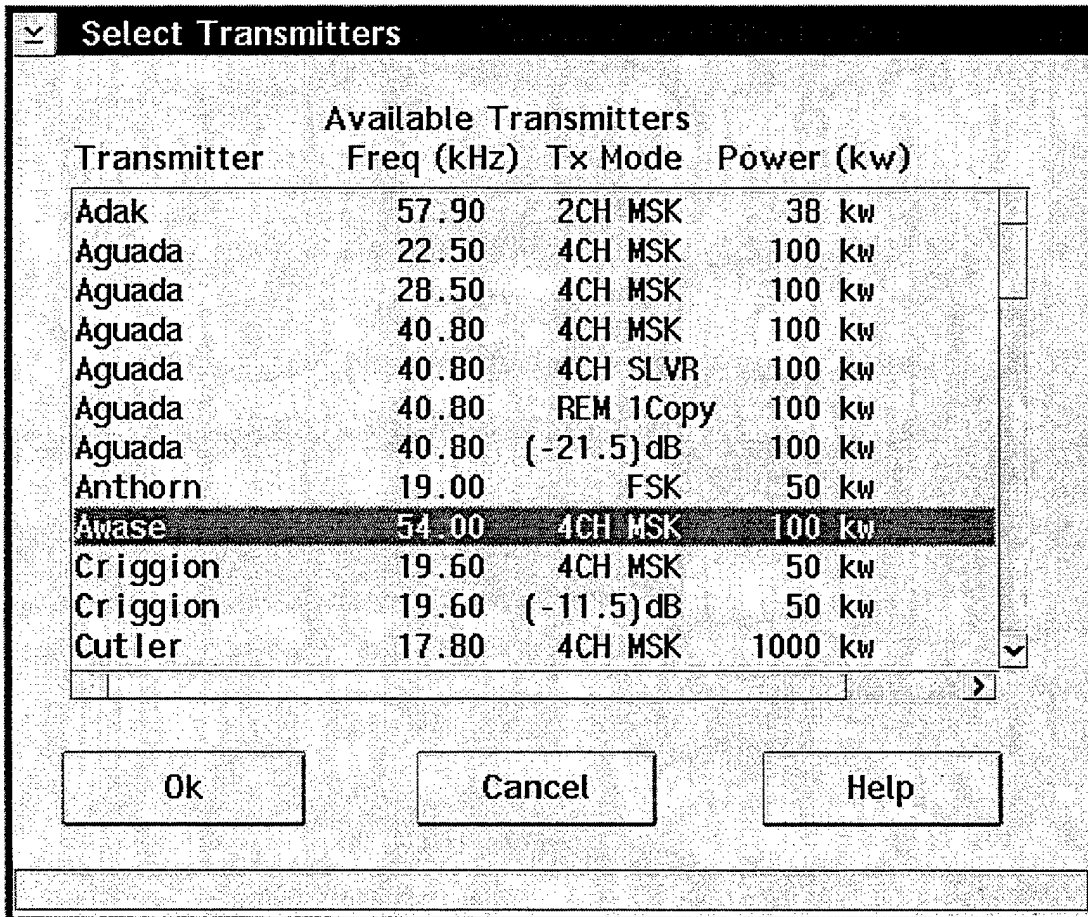 Select Transmitters
Available Transmitters
Transmitter Freq (kHz) Tx Mode Power (kw)
Adak 57.90 2CH MSK 38 kw
Aguada 22.50 4CH MSK 100 kw
Aguada 28.50 4CH MSK 100 kw
Aguada 40.80 4CH MSK 100 kw
Aguada 40.80 4CH SLVR 100 kw
Aguada 40.80 REM 1Copy 100 kw
Aguada 40.80 (-21.5)dB 100 kw
Anthorn 19.00 FSK 50 kw
Awase 54.00 4CH MSK 100 kw
Criggion 19.60 4CH MSK 50 kw
Criggion 19.60 (-11.5)dB 50 kw
Cutler 17.80 4CH MSK 1000 kw
Ok Cancel Help